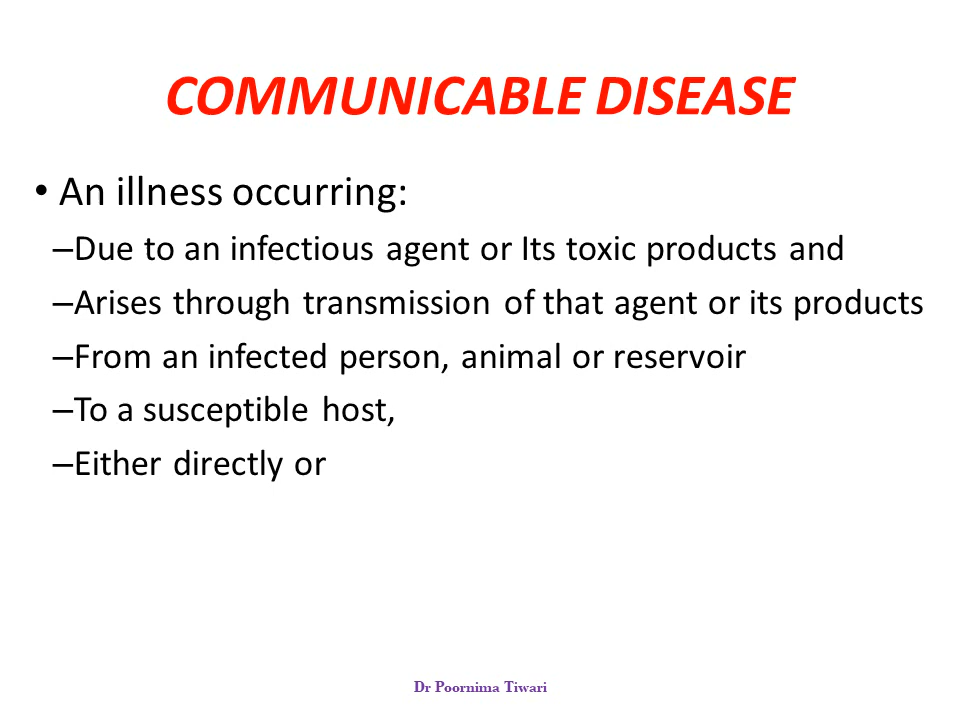 COMMUNICABLE DISEASE
• An illness occurring:
–Due to an infectious agent or Its toxic products and
–Arises through transmission of that agent or its products
–From an infected person, animal or reservoir
–To a susceptible host,
–Either directly or
Dr Poornima Tiwari